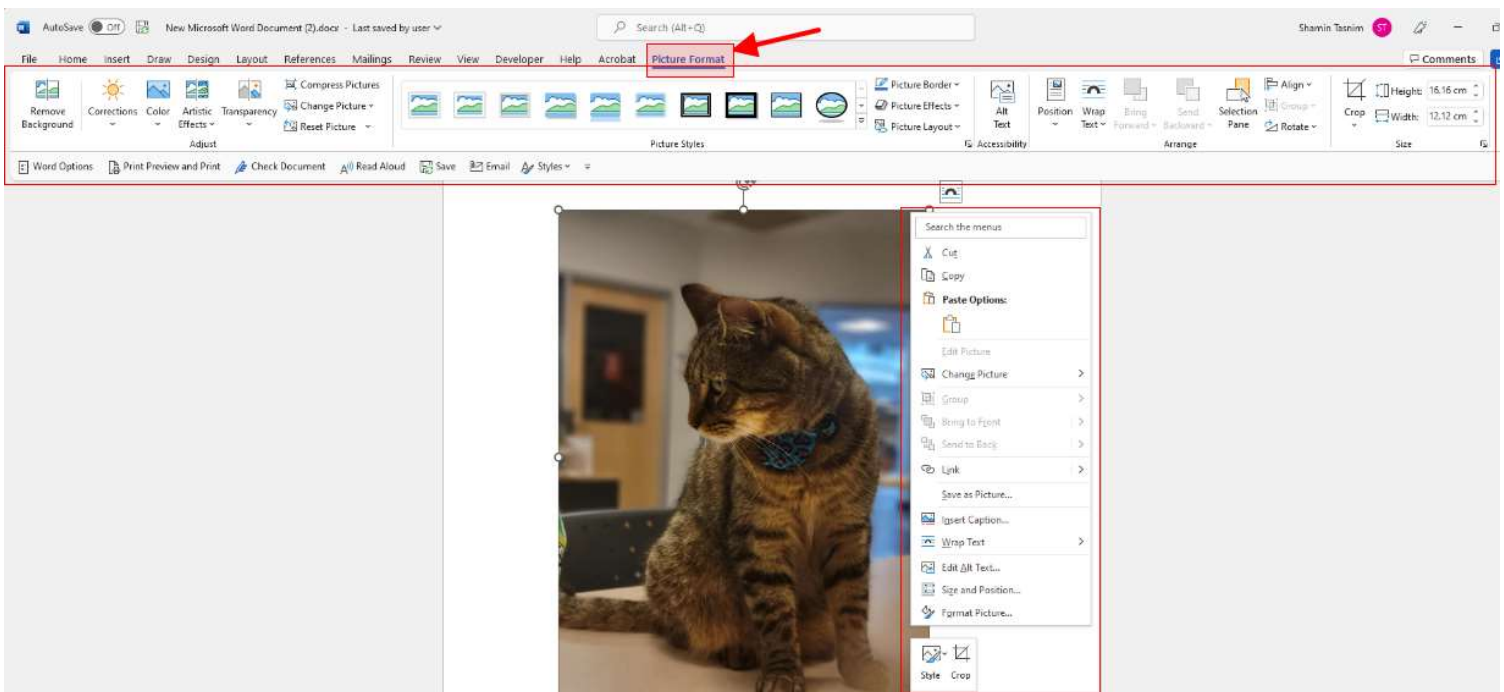 AutoSave Off New Microsoft Word Document (2).docx - Last saved by user Search (Alt+Q) Shamin Tasnim ST
File Home Insert Draw Design Layout References Mailings Review View Developer Help Acrobat Picture Format Comments
Remove Background
Corrections
Color
Artistic Effects
Transparency
Compress Pictures
Change Picture
Reset Picture
Adjust
Picture Styles
Picture Border
Picture Effects
Picture Layout
Alt Text
Accessibility
Position
Wrap Text
Bring Forward
Send Backward
Selection Pane
Align
Group
Rotate
Arrange
Crop
Height: 16.16 cm
Width: 12.12 cm
Size
Word Options Print Preview and Print Check Document Read Aloud Save Email Styles
Search the menus
Cut
Copy
Paste Options:
Edit Picture
Change Picture
Group
Bring to Front
Send to Back
Link
Save as Picture...
Insert Caption...
Wrap Text
Edit Alt Text...
Size and Position...
Format Picture...
Style Crop